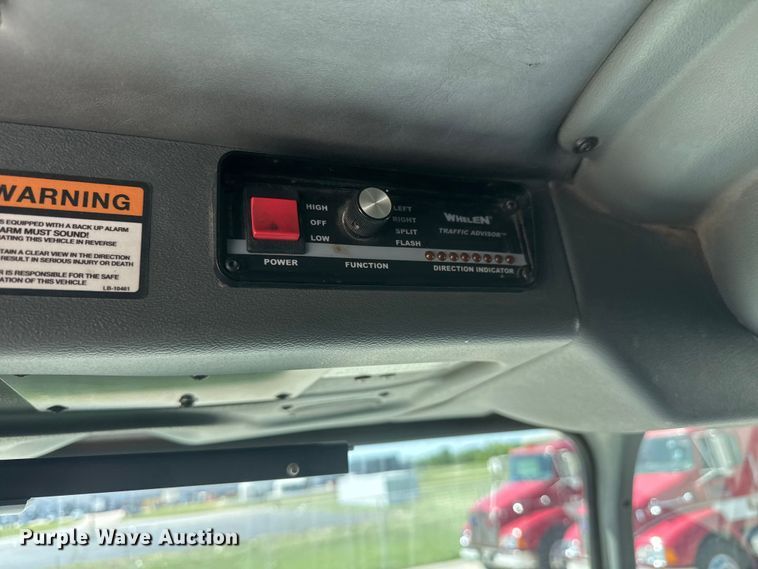 WARNING
S EQUIPPED WITH A BACK UP ALARM
ARM MUST SOUND!
RATING THIS VEHICLE IN REVERSE
TAIN A CLEAR VIEW IN THE DIRECTION
RESULT IN SERIOUS INJURY OR DEATH
R IS RESPONSIBLE FOR THE SAFE
ATION OF THIS VEHICLE
LB-10461
HIGH
OFF
LOW
POWER
FUNCTION
LEFT
RIGHT
SPLIT
FLASH
WHELEN
TRAFFIC ADVISOR™
DIRECTION INDICATOR
Purple Wave Auction